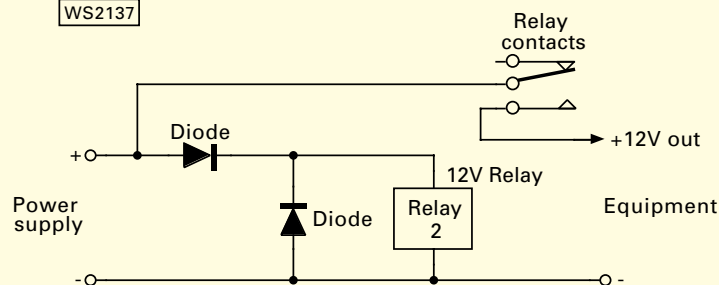 WS2137
Relay
contacts
Diode
+
+12V out
12V Relay
Power
supply
Diode
Relay
2
Equipment
-
-